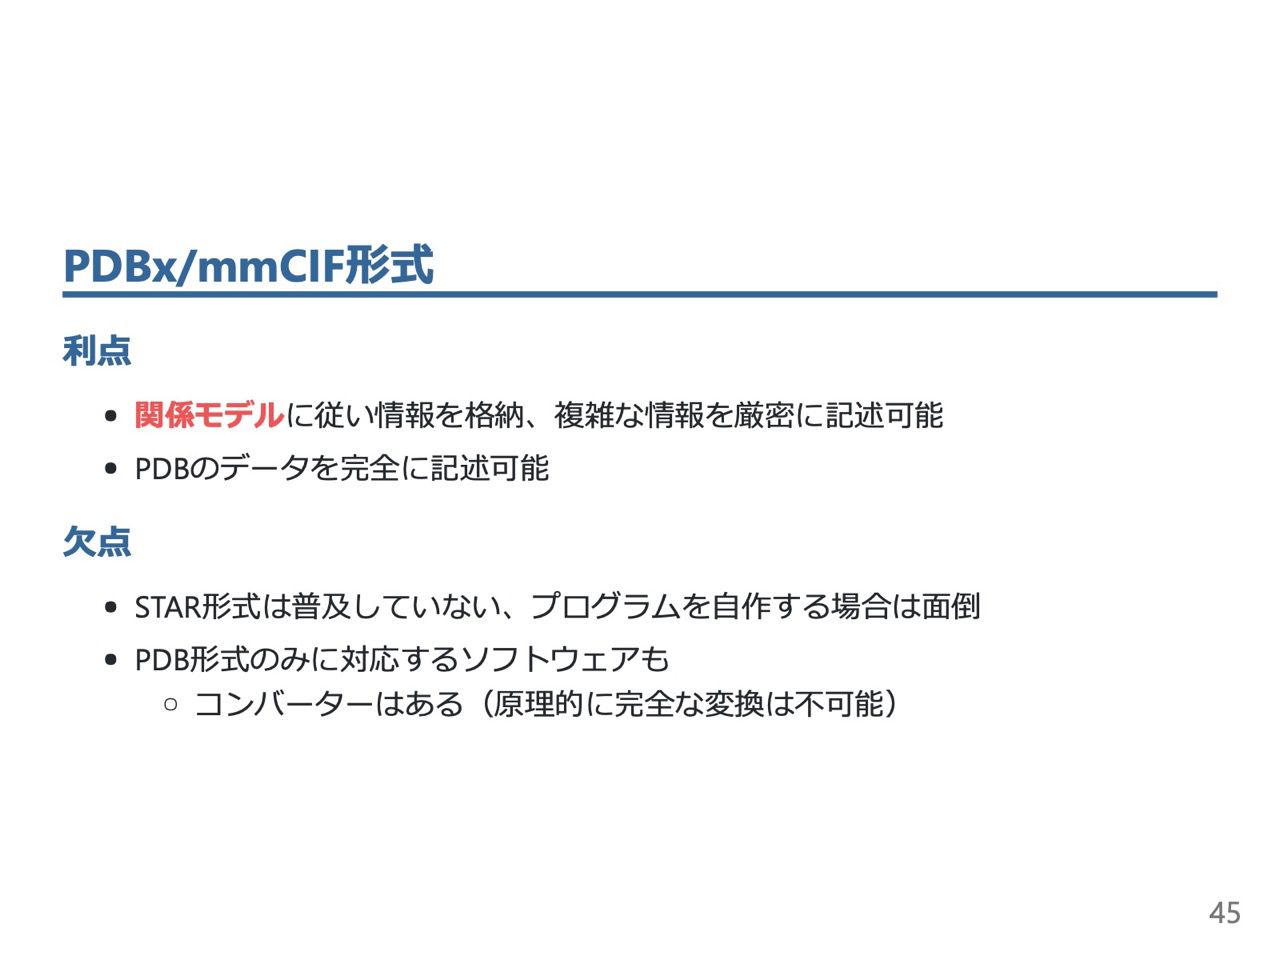 PDBx/mmCIF形式
利点
関係モデルに従い情報を格納、複雑な情報を厳密に記述可能
PDBのデータを完全に記述可能
欠点
STAR形式は普及していない、プログラムを自作する場合は面倒
PDB形式のみに対応するソフトウェアも
コンバーターはある（原理的に完全な変換は不可能）
45